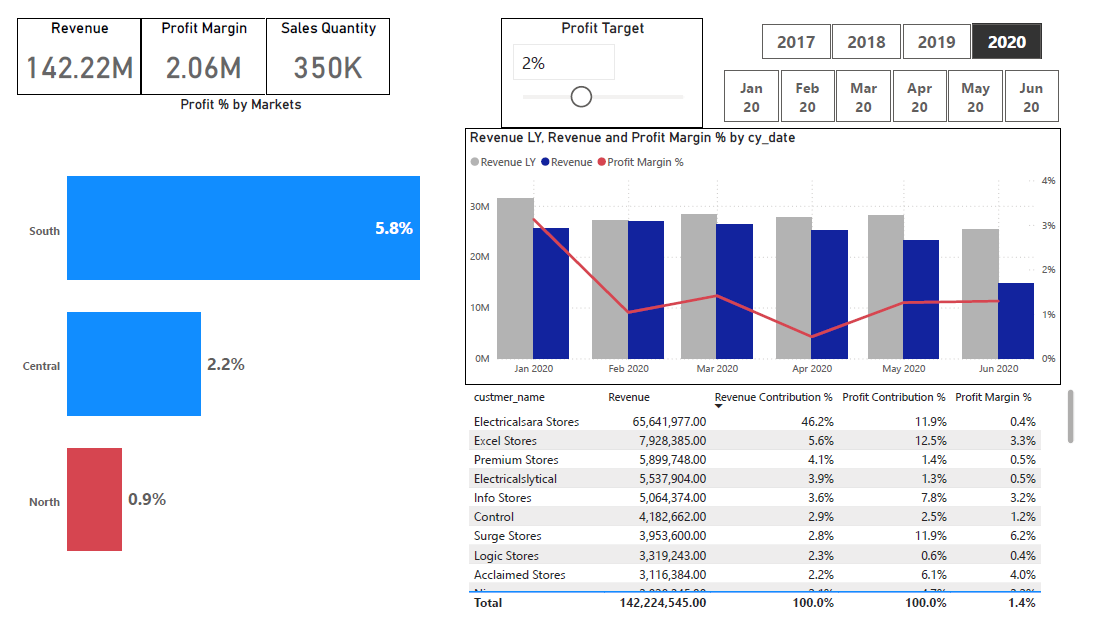 Revenue
142.22M
Profit Margin
2.06M
Sales Quantity
350K
Profit % by Markets
South
5.8%
Central
2.2%
North
0.9%
Profit Target
2%
2017 2018 2019 2020
Jan 20 Feb 20 Mar 20 Apr 20 May 20 Jun 20
Revenue LY, Revenue and Profit Margin % by cy_date
Revenue LY Revenue Profit Margin %
30M
20M
10M
0M
4%
3%
2%
1%
0%
Jan 2020 Feb 2020 Mar 2020 Apr 2020 May 2020 Jun 2020
custmer_name Revenue Revenue Contribution % Profit Contribution % Profit Margin %
Electricalsara Stores 65,641,977.00 46.2% 11.9% 0.4%
Excel Stores 7,928,385.00 5.6% 12.5% 3.3%
Premium Stores 5,899,748.00 4.1% 1.4% 0.5%
Electricalslytical 5,537,904.00 3.9% 1.3% 0.5%
Info Stores 5,064,374.00 3.6% 7.8% 3.2%
Control 4,182,662.00 2.9% 2.5% 1.2%
Surge Stores 3,953,600.00 2.8% 11.9% 6.2%
Logic Stores 3,319,243.00 2.3% 0.6% 0.4%
Acclaimed Stores 3,116,384.00 2.2% 6.1% 4.0%
Total 142,224,545.00 100.0% 100.0% 1.4%